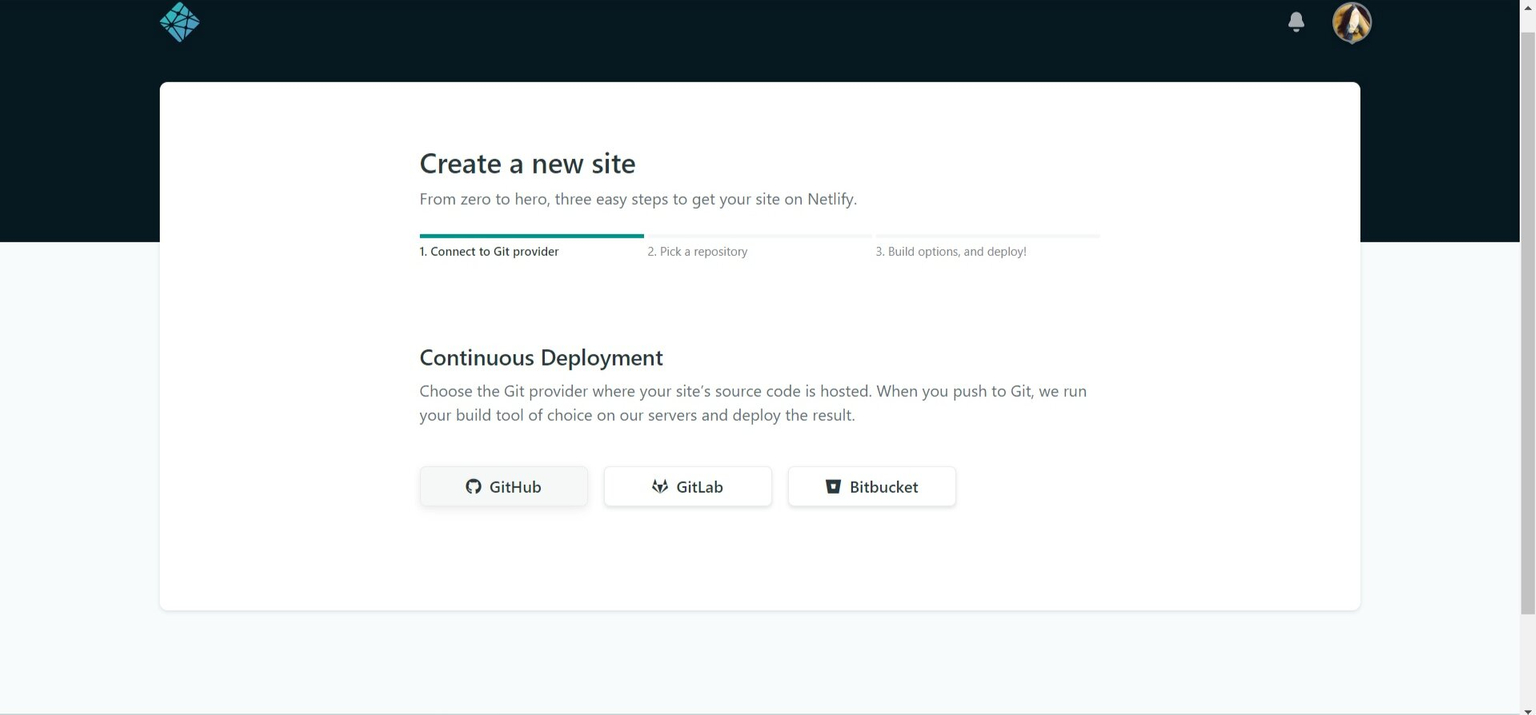 Create a new site
From zero to hero, three easy steps to get your site on Netlify.
1. Connect to Git provider
2. Pick a repository
3. Build options, and deploy!
Continuous Deployment
Choose the Git provider where your site's source code is hosted. When you push to Git, we run
your build tool of choice on our servers and deploy the result.
GitHub
GitLab
Bitbucket